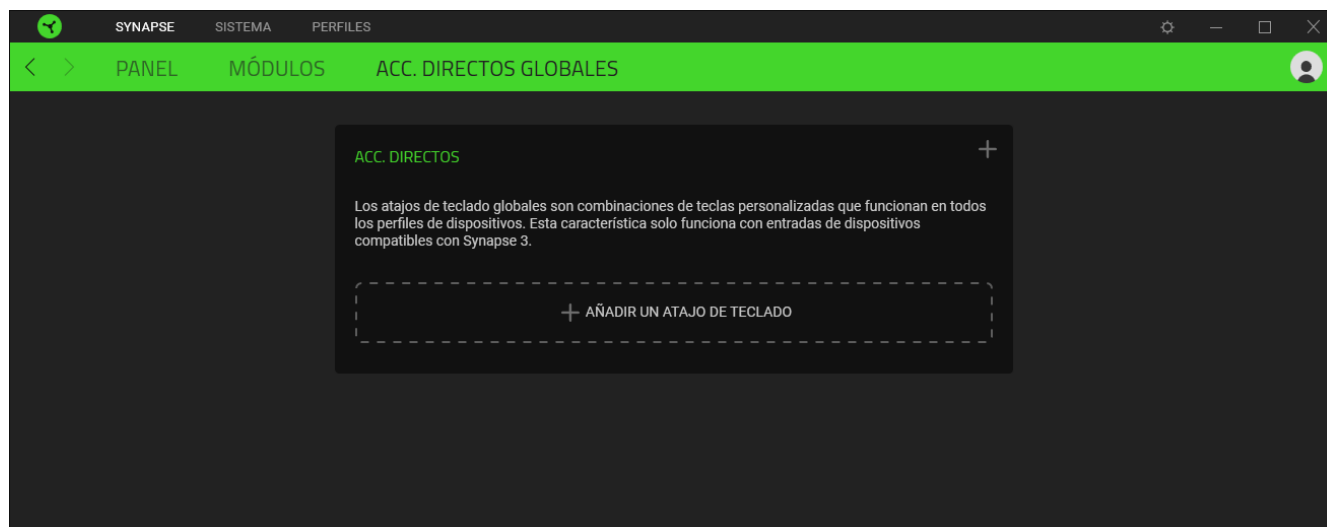 SYNAPSE SISTEMA PERFILES
PANEL MÓDULOS ACC. DIRECTOS GLOBALES
ACC. DIRECTOS
Los atajos de teclado globales son combinaciones de teclas personalizadas que funcionan en todos
los perfiles de dispositivos. Esta característica solo funciona con entradas de dispositivos
compatibles con Synapse 3.
AÑADIR UN ATAJO DE TECLADO